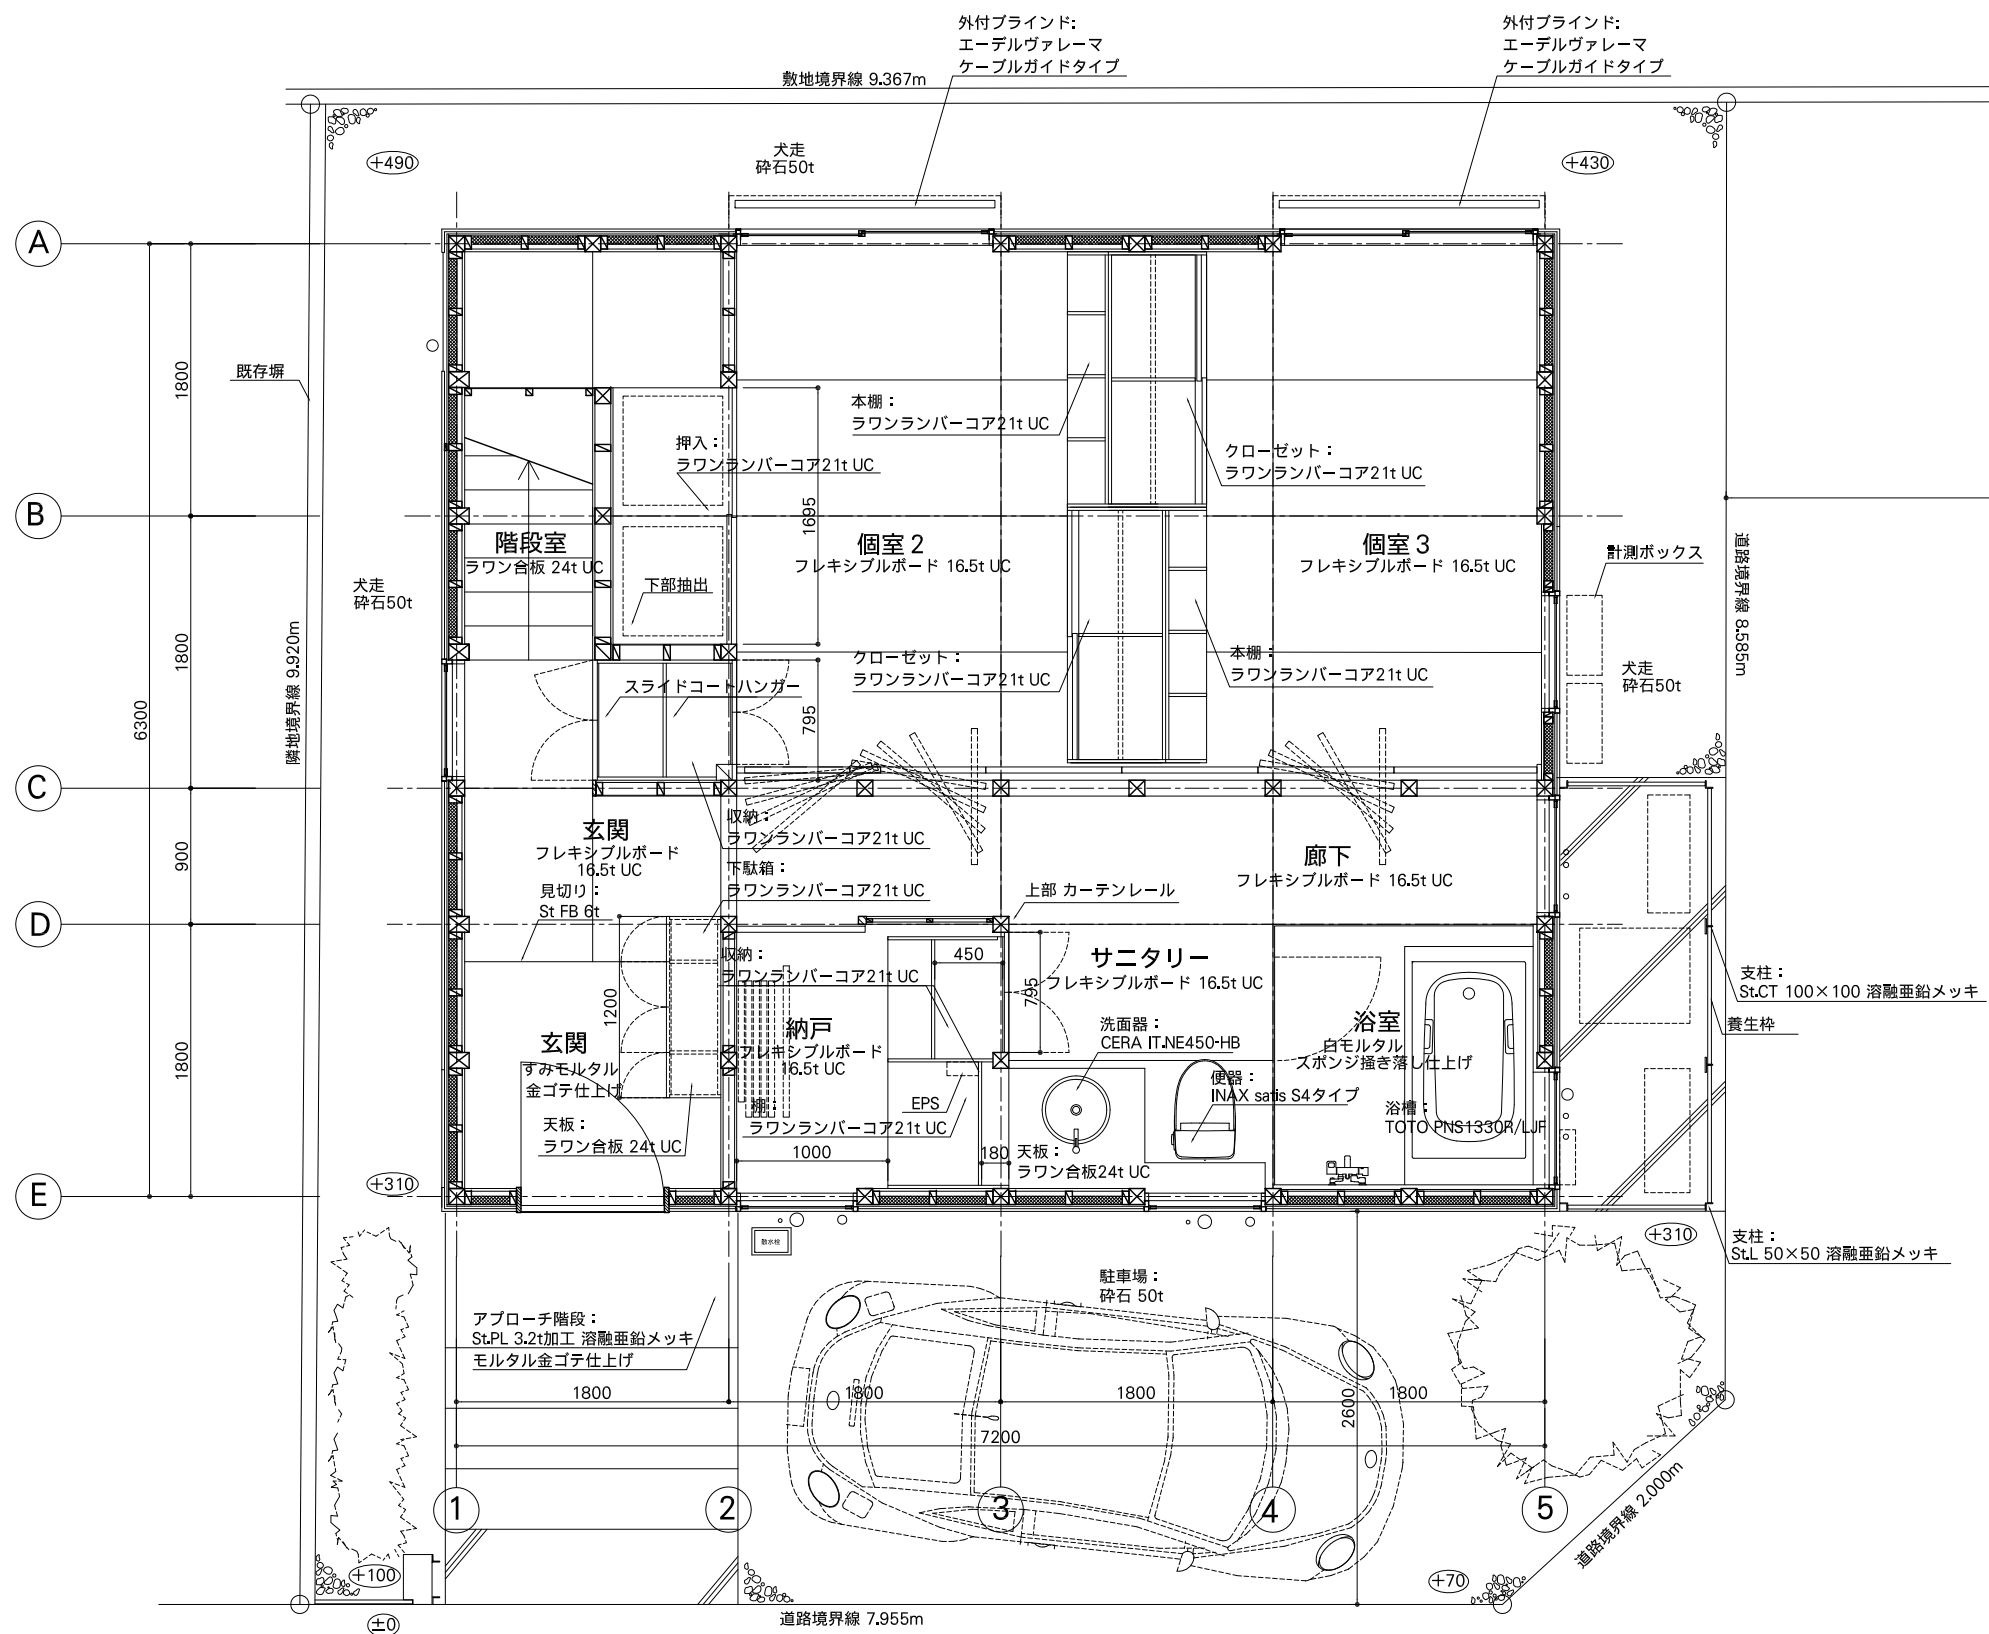 外付ブラインド:
エーデルヴァレーマ
ケーブルガイドタイプ
外付ブラインド:
エーデルヴァレーマ
ケーブルガイドタイプ
敷地境界線 9.367m
+490
犬走
砕石50t
+430
A
既存塀
1800
本棚：
ラワンランバーコア21t UC
押入：
ラワンランバーコア21t UC
クローゼット：
ラワンランバーコア21t UC
1695
B
階段室
ラワン合板 24t UC
個室２
フレキシブルボード 16.5t UC
個室３
フレキシブルボード 16.5t UC
計測ボックス
道路境界線 8.585m
犬走
砕石50t
下部抽出
隣地境界線 9.920m
1800
6300
クローゼット：
ラワンランバーコア21t UC
本棚：
ラワンランバーコア21t UC
犬走
砕石50t
スライドコートハンガー
795
C
収納：
ラワンランバーコア21t UC
玄関
フレキシブルボード
16.5t UC
900
廊下
フレキシブルボード 16.5t UC
下駄箱：
ラワンランバーコア21t UC
見切り：
St FB 6t
上部 カーテンレール
D
収納：
ラワンランバーコア21t UC
450
795
サニタリー
フレキシブルボード 16.5t UC
支柱：
St.CT 100×100 溶融亜鉛メッキ
1200
養生枠
洗面器：
CERA IT.NE450-HB
納戸
フレキシブルボード
16.5t UC
浴室
白モルタル
スポンジ掻き落し仕上げ
玄関
すみモルタル
金ゴテ仕上げ
1800
便器：
INAX satis S4タイプ
EPS
棚：
ラワンランバーコア21t UC
浴槽：
TOTO PNS1330R/LJF
天板：
ラワン合板 24t UC
1000
180
天板：
ラワン合板24t UC
+310
E
散水栓
+310
支柱：
St.L 50×50 溶融亜鉛メッキ
駐車場：
砕石 50t
アプローチ階段：
St.PL 3.2t加工 溶融亜鉛メッキ
モルタル金ゴテ仕上げ
1800
1800
1800
1800
2600
7200
1
2
3
4
5
道路境界線 2.000m
+100
+70
±0
道路境界線 7.955m